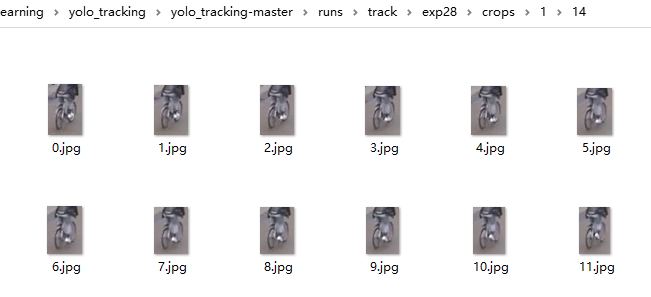 earning > yolo_tracking > yolo_tracking-master > runs > track > exp28 > crops > 1 > 14
0.jpg 1.jpg 2.jpg 3.jpg 4.jpg 5.jpg
6.jpg 7.jpg 8.jpg 9.jpg 10.jpg 11.jpg